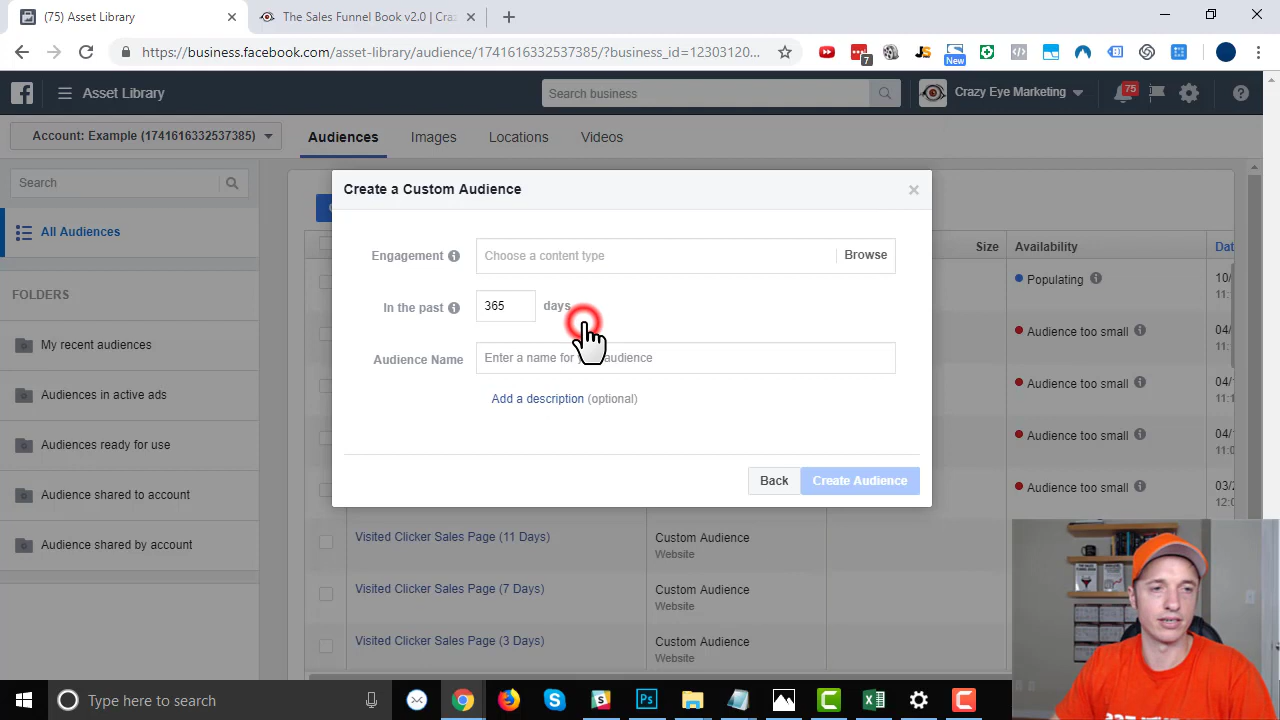 (75) Asset Library
The Sales Funnel Book v2.0 | Craz
https://business.facebook.com/asset-library/audience/1741616332537385/?business_id=12303120...
7
New
Asset Library
Search business
Crazy Eye Marketing
75
Account: Example (1741616332537385)
Audiences
Images
Locations
Videos
Search
All Audiences
FOLDERS
My recent audiences
Audiences in active ads
Audiences ready for use
Audience shared to account
Audience shared by account
Create a Custom Audience
Engagement
Choose a content type
Browse
In the past
365
days
Audience Name
Enter a name for your audience
Add a description (optional)
Back
Create Audience
Size
Availability
Dat
Populating
10/
11:
Audience too small
04/
11:
Audience too small
04/1
11:1
Audience too small
04/1
11:0
Audience too small
03/2
12:0
Visited Clicker Sales Page (11 Days)
Custom Audience
Website
Visited Clicker Sales Page (7 Days)
Custom Audience
Website
Visited Clicker Sales Page (3 Days)
Custom Audience
Website
Type here to search